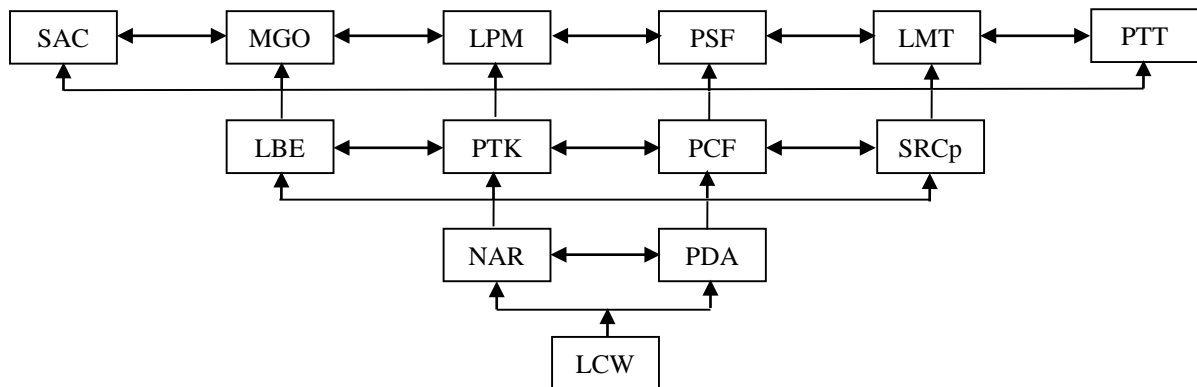 SAC MGO LPM PSF LMT PTT
LBE PTK PCF SRCp
NAR PDA
LCW